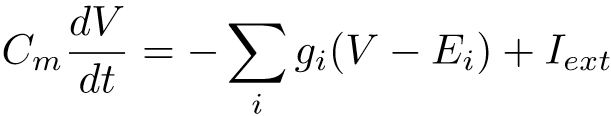 $C_m \frac{dV}{dt} = -\sum_i g_i(V - E_i) + I_{ext}$